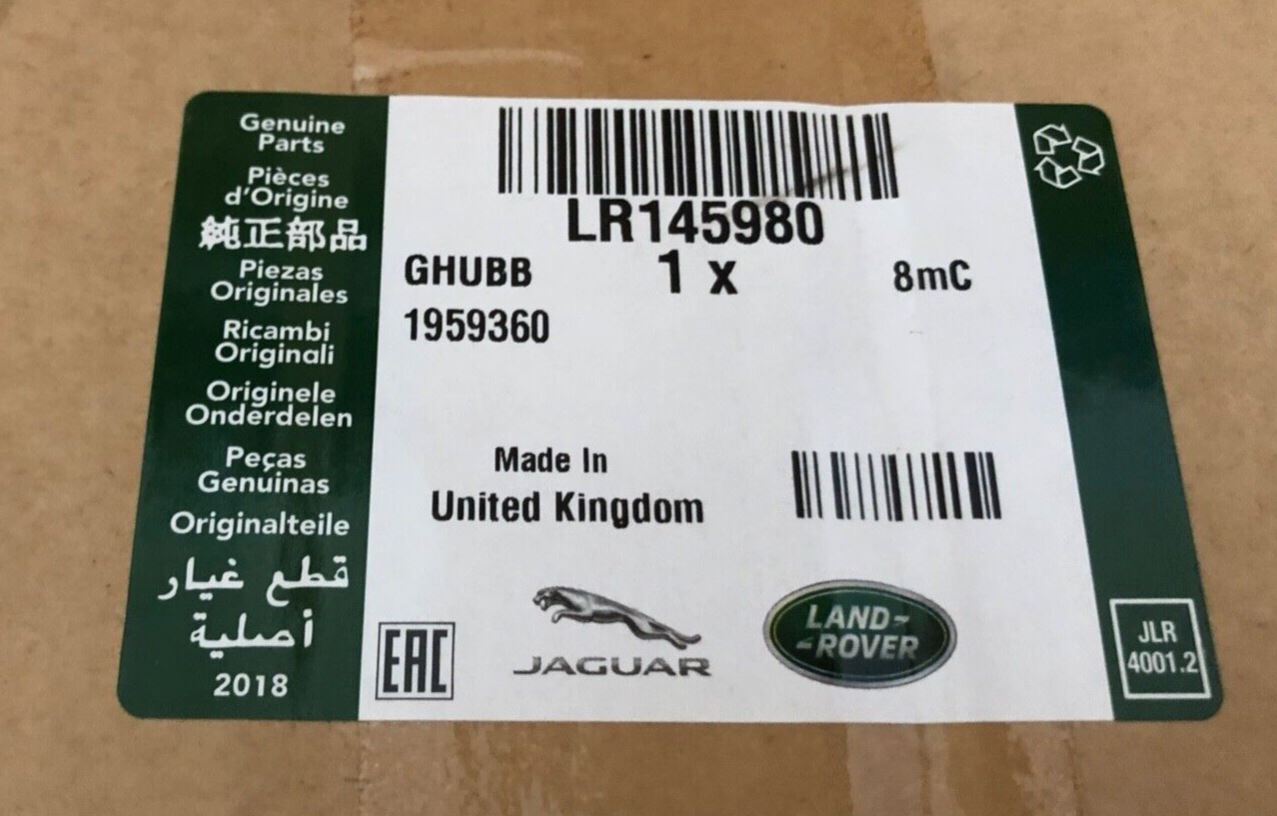 Genuine
Parts
Pièces
d'Origine
純正部品
Piezas
Originales
Ricambi
Originali
Originele
Onderdelen
Peças
Genuinas
Originalteile
قطع غيار
أصلية
2018
LR145980
GHUBB 1 x 8mC
1959360
Made In
United Kingdom
EAC
JAGUAR
LAND-
-ROVER
JLR
4001.2